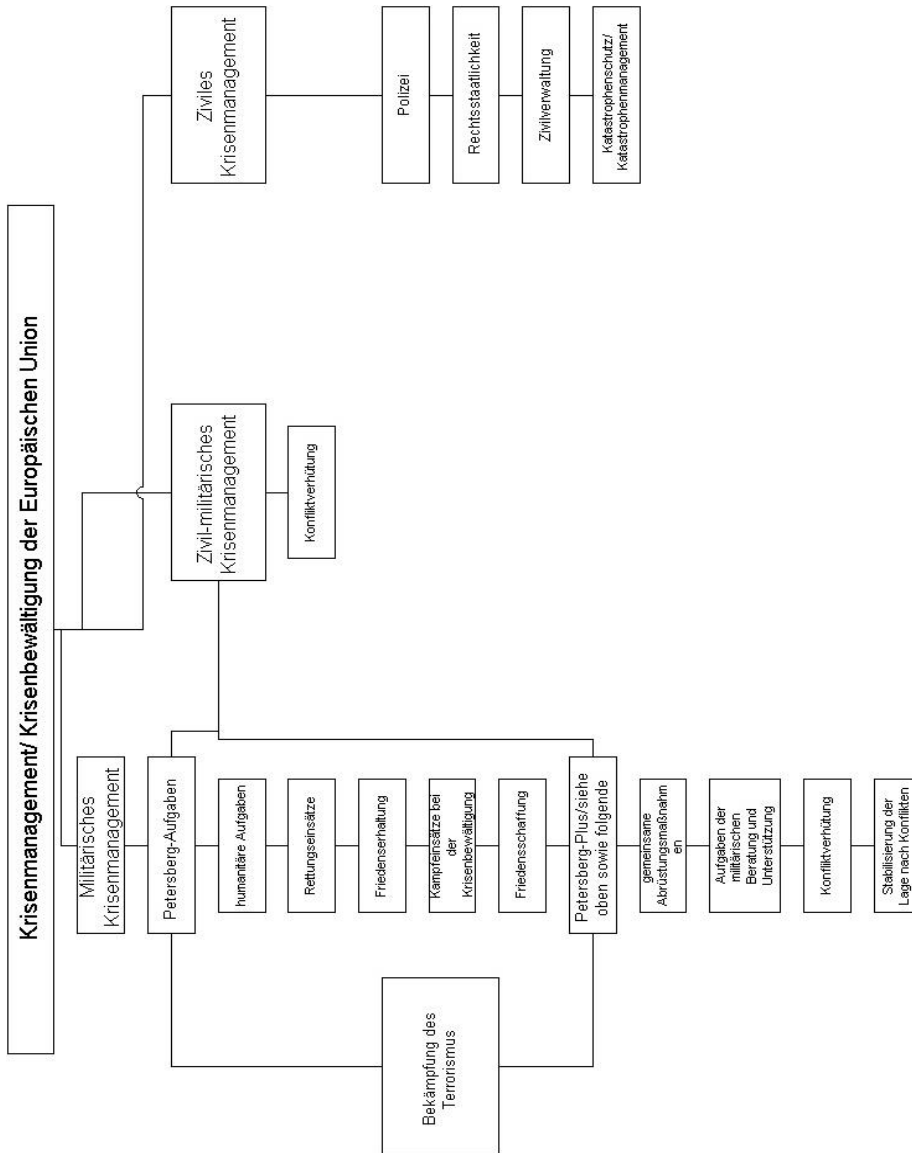 Krisenmanagement/ Krisenbewältigung der Europäischen Union
Militärisches
Krisenmanagement
Petersberg-Aufgaben
humanitäre Aufgaben
Rettungseinsätze
Friedenserhaltung
Kampfeinsätze bei
der
Krisenbewältigung
Friedensschaffung
Petersberg-Plus/siehe
oben sowie folgende
gemeinsame
Abrüstungsmaßnahm
en
Aufgaben der
militärischen
Beratung und
Unterstützung
Konfliktverhütung
Stabilisierung der
Lage nach Konflikten
Bekämpfung des
Terrorismus
Zivil-militärisches
Krisenmanagement
Konfliktverhütung
Ziviles
Krisenmanagement
Polizei
Rechtsstaatlichkeit
Zivilverwaltung
Katastrophenschutz/
Katastrophenmanagement